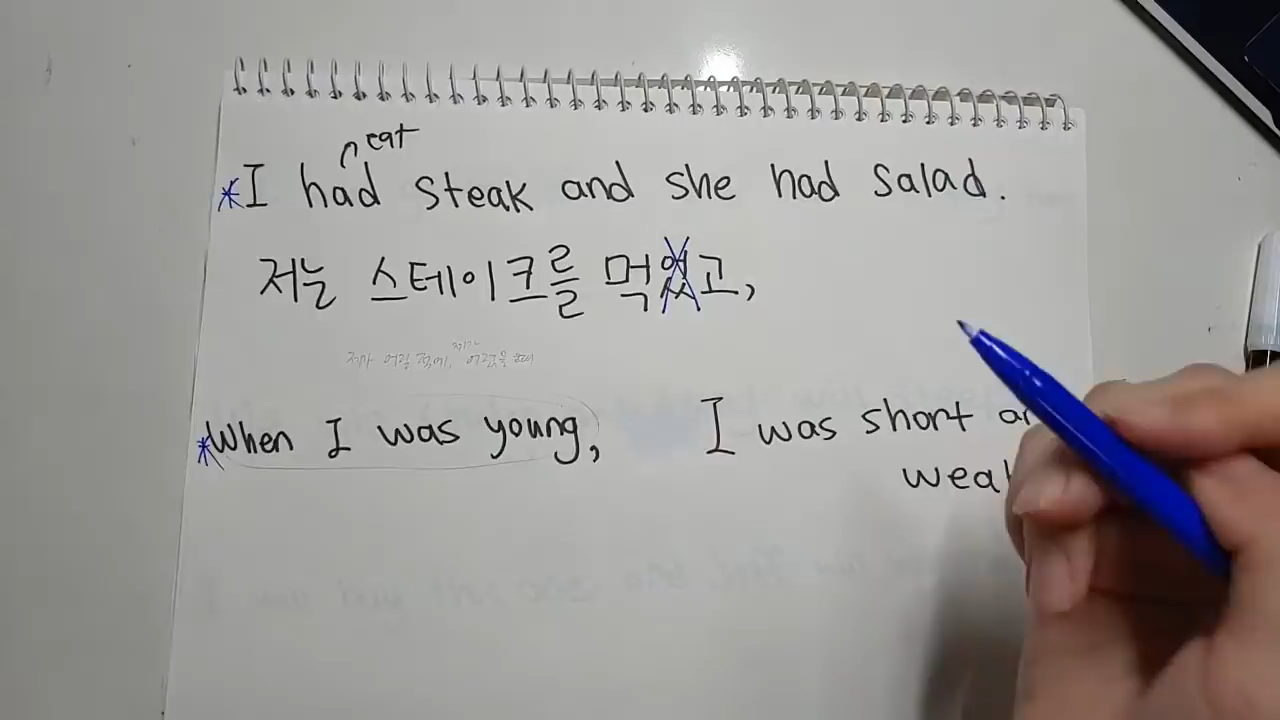 eat
*I had steak and she had salad.
저는 스테이크를 먹었고,
*When I was young, I was short